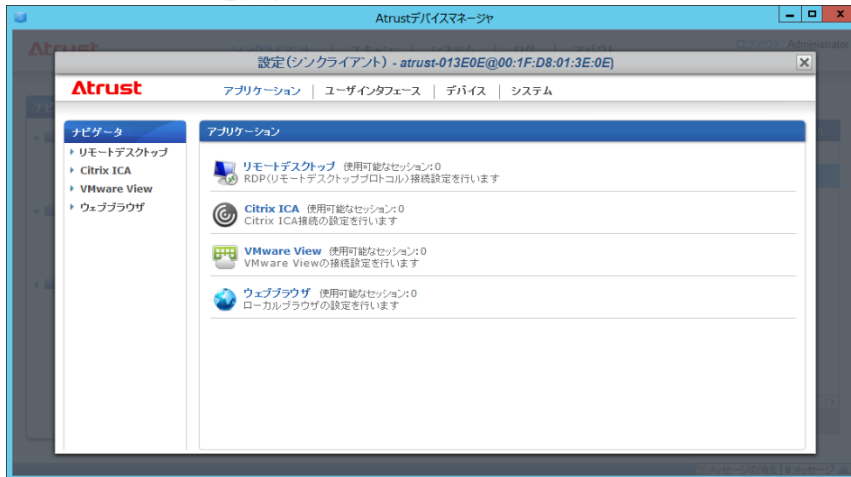 Atrustデバイスマネージャ
ログアウト Administrator
設定(シンクライアント) - atrust-013E0E@00:1F:D8:01:3E:0E)
Atrust
アプリケーション | ユーザインタフェース | デバイス | システム
ナビゲータ
リモートデスクトップ
Citrix ICA
VMware View
ウェブブラウザ
アプリケーション
リモートデスクトップ 使用可能なセッション:0
RDP(リモートデスクトッププロトコル)接続設定を行います
Citrix ICA 使用可能なセッション:0
Citrix ICA接続の設定を行います
VMware View 使用可能なセッション:0
VMware Viewの接続設定を行います
ウェブブラウザ 使用可能なセッション:0
ローカルブラウザの設定を行います